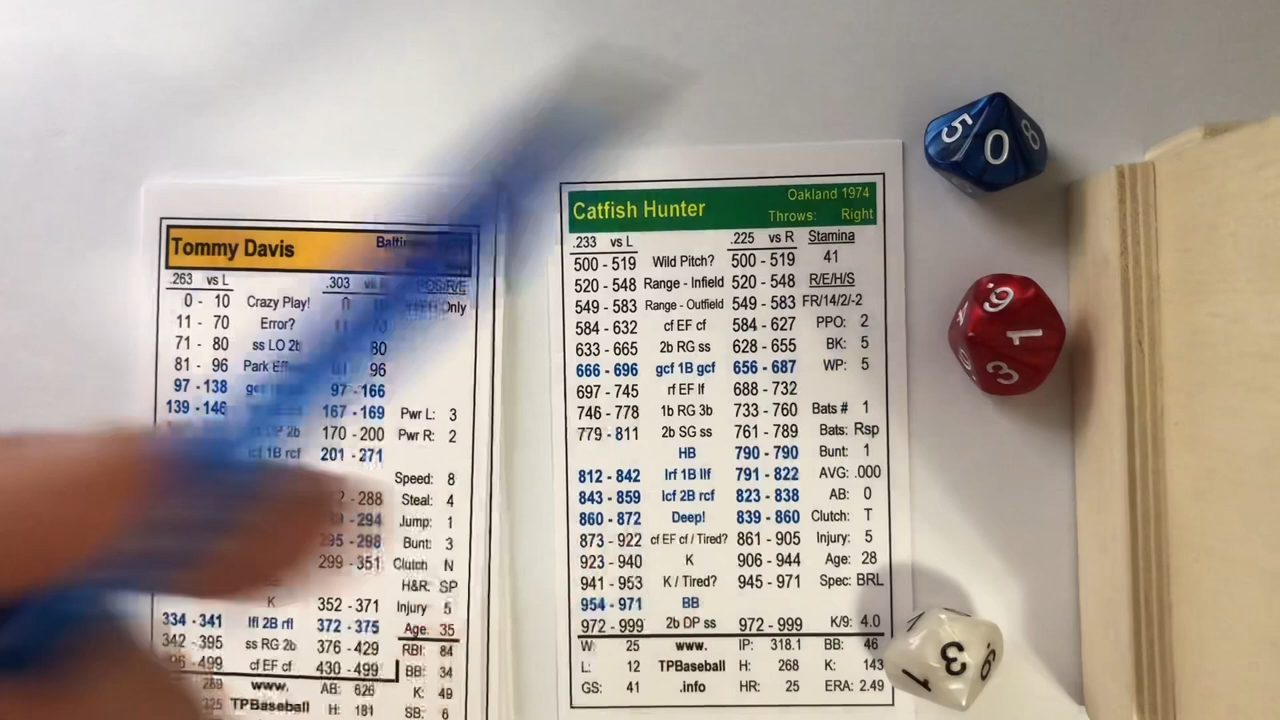 Tommy Davis
.263 vs L .303
0 - 10 Crazy Play!
11 - 70 Error? Only
71 - 80 ss LO 2b 80
81 - 96 Park 96
97 - 138 97 - 166
139 - 146 167 - 169 Pwr L: 3
2b 170 - 200 Pwr R: 2
lcf 1B rcf 201 - 271
Speed: 8
- 288 Steal: 4
- 294 Jump: 1
295 - 298 Bunt: 3
299 - 351 Clutch N
H&R: SP
K 352 - 371 Injury 5
334 - 341 lfl 2B rfl 372 - 375 Age: 35
342 - 395 ss RG 2b 376 - 429 RBI: 84
- 499 cf EF cf 430 - 499 BB: 34
www. AB: 626 K: 49
TPBaseball H: 181 SB: 6
Catfish Hunter Oakland 1974
Throws: Right
.233 vs L .225 vs R Stamina
500 - 519 Wild Pitch? 500 - 519 41
520 - 548 Range - Infield 520 - 548 R/E/H/S
549 - 583 Range - Outfield 549 - 583 FR/14/2/-2
584 - 632 cf EF cf 584 - 627 PPO: 2
633 - 665 2b RG ss 628 - 655 BK: 5
666 - 696 gcf 1B gcf 656 - 687 WP: 5
697 - 745 rf EF lf 688 - 732
746 - 778 1b RG 3b 733 - 760 Bats # 1
779 - 811 2b SG ss 761 - 789 Bats: Rsp
HB 790 - 790 Bunt: 1
812 - 842 lrf 1B llf 791 - 822 AVG: .000
843 - 859 lcf 2B rcf 823 - 838 AB: 0
860 - 872 Deep! 839 - 860 Clutch: T
873 - 922 cf EF cf / Tired? 861 - 905 Injury: 5
923 - 940 K 906 - 944 Age: 28
941 - 953 K / Tired? 945 - 971 Spec: BRL
954 - 971 BB
972 - 999 2b DP ss 972 - 999 K/9: 4.0
W: 25 www. IP: 318.1 BB: 46
L: 12 TPBaseball H: 268 K: 143
GS: 41 .info HR: 25 ERA: 2.49
5 0 8
9. 1 3
1 3 9.